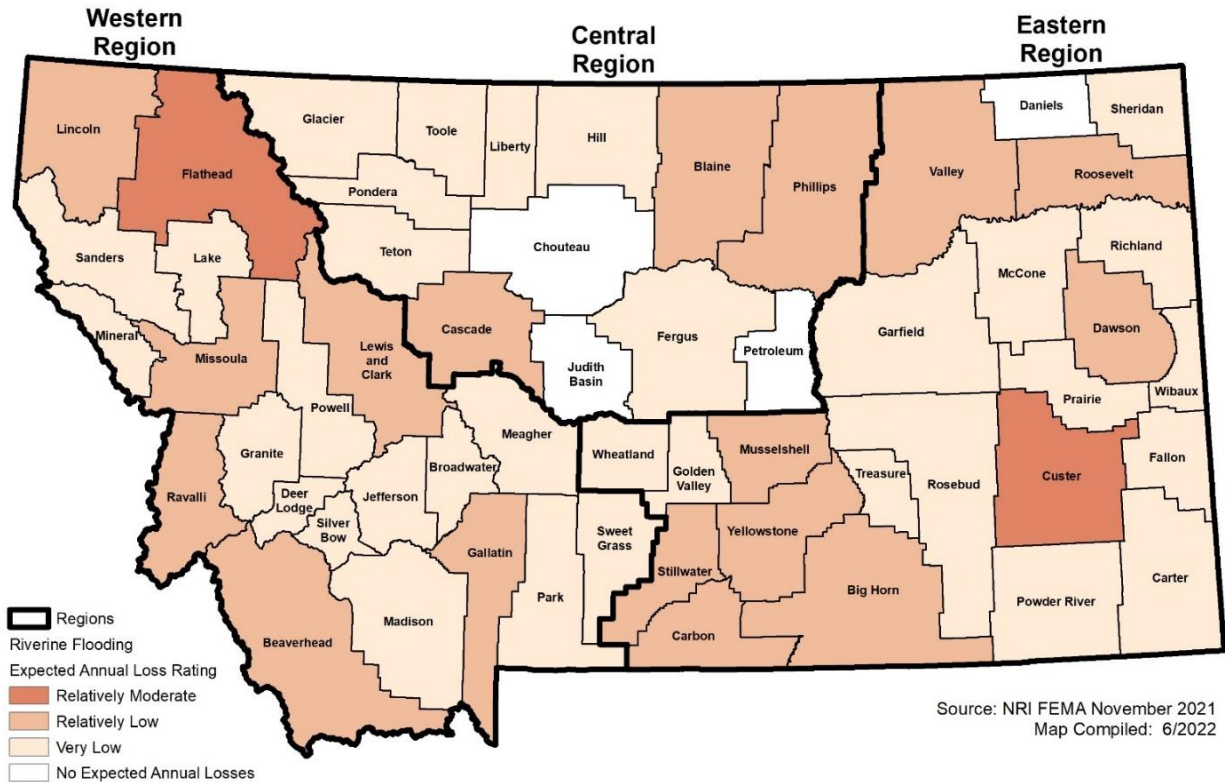 Western
Region
Central
Region
Eastern
Region
Lincoln
Flathead
Glacier
Toole
Liberty
Hill
Blaine
Phillips
Valley
Daniels
Sheridan
Roosevelt
Pondera
Teton
Chouteau
Sanders
Lake
Richland
McCone
Mineral
Missoula
Lewis
and
Clark
Cascade
Judith
Basin
Fergus
Petroleum
Garfield
Dawson
Prairie
Wibaux
Powell
Granite
Ravalli
Deer
Lodge
Silver
Bow
Jefferson
Broadwater
Meagher
Wheatland
Golden
Valley
Musselshell
Treasure
Rosebud
Custer
Fallon
Yellowstone
Sweet
Grass
Stillwater
Gallatin
Park
Big Horn
Carter
Powder River
Carbon
Madison
Beaverhead
Regions
Riverine Flooding
Expected Annual Loss Rating
Relatively Moderate
Relatively Low
Very Low
No Expected Annual Losses
Source: NRI FEMA November 2021
Map Compiled: 6/2022